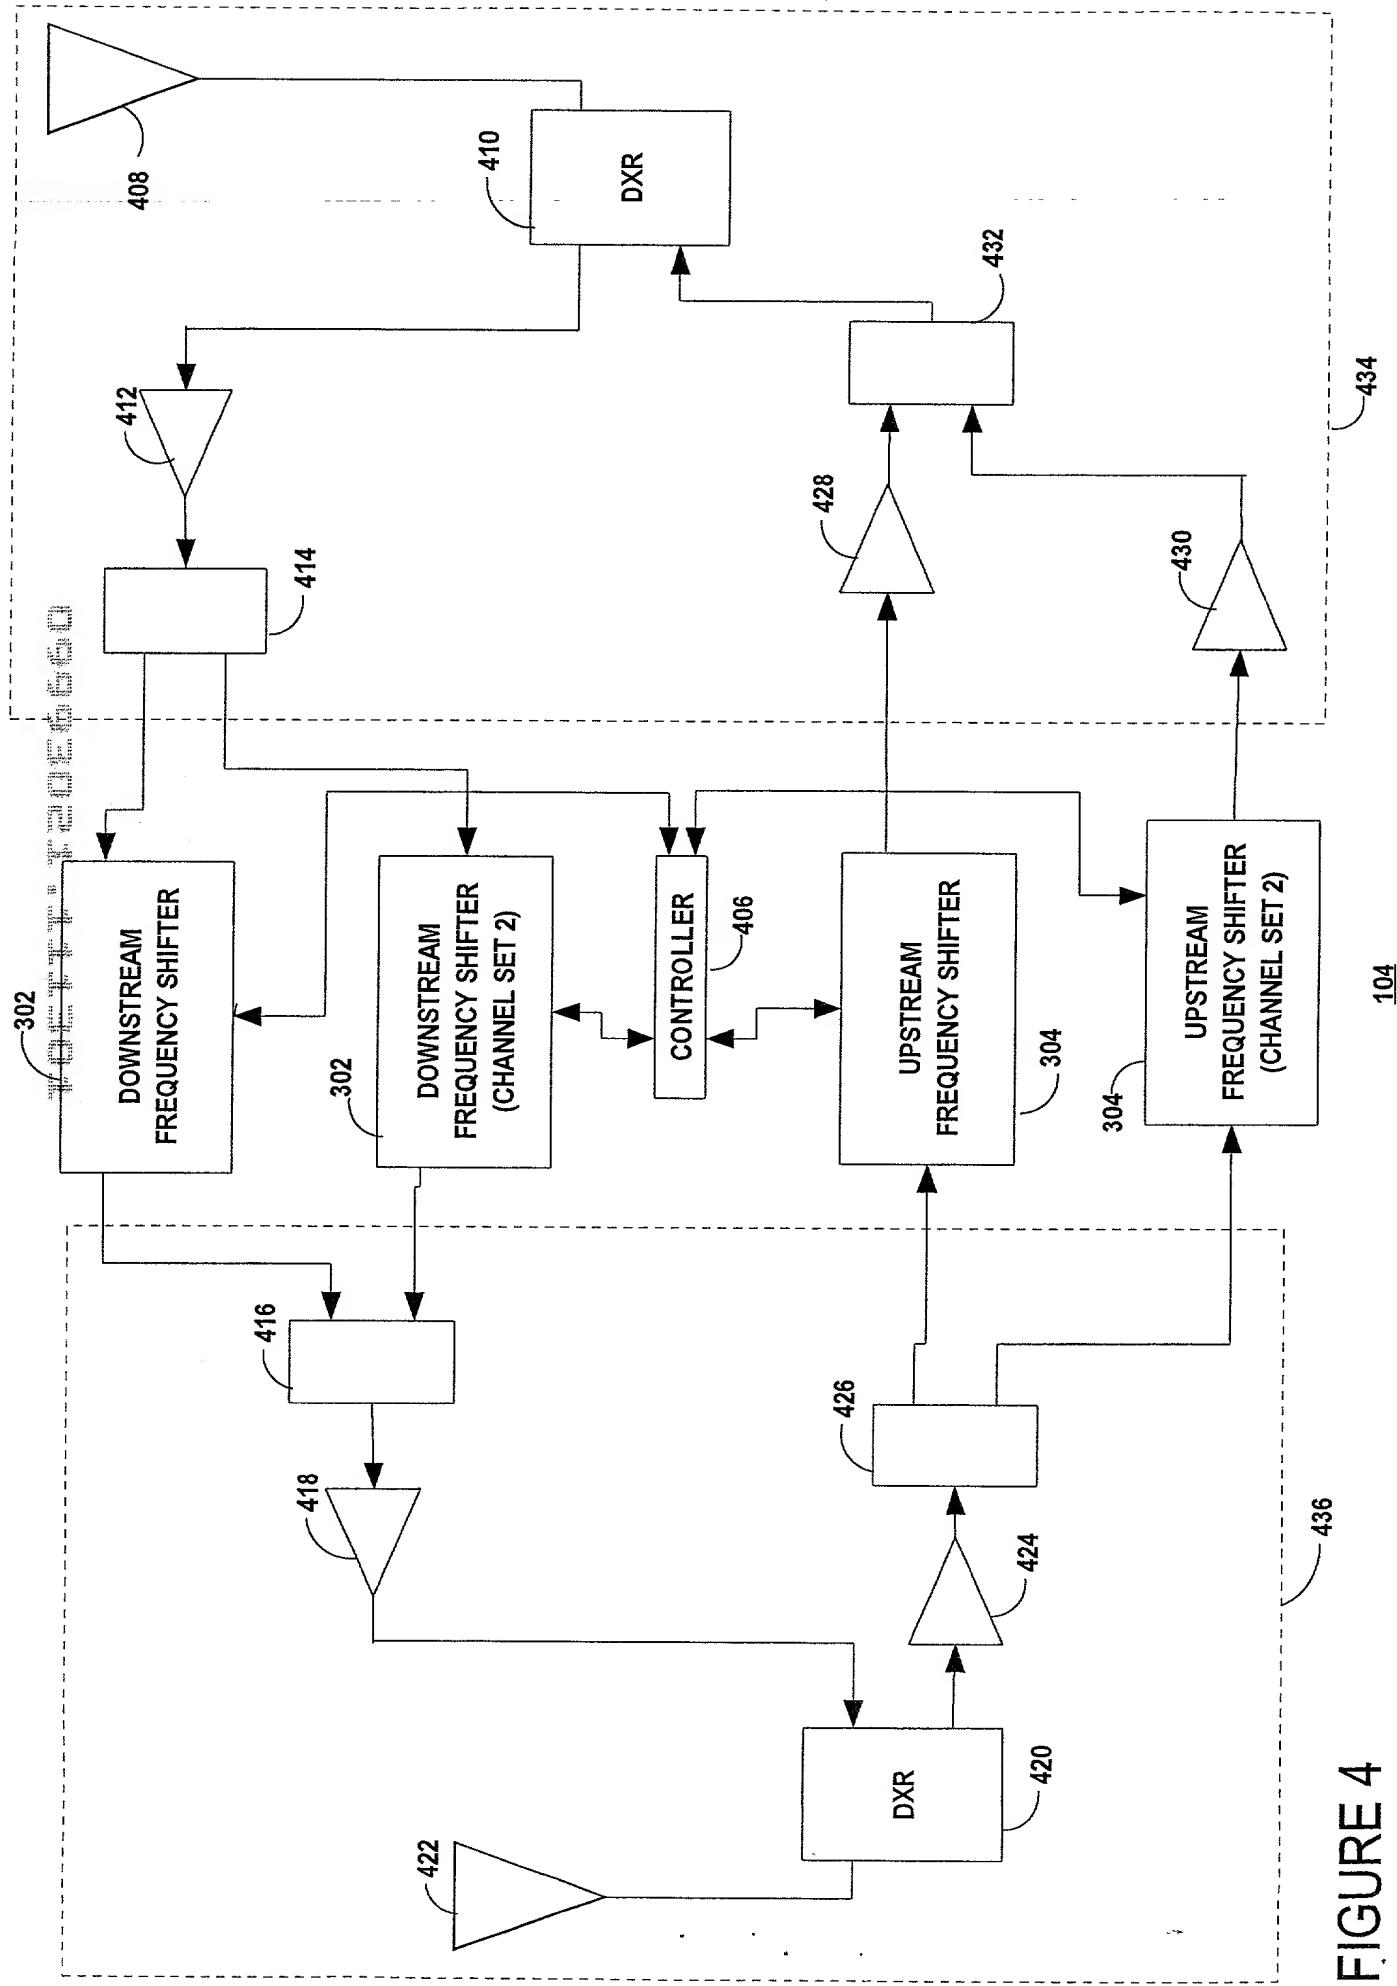 422
DXR
420
418
424
416
426
436
302
DOWNSTREAM
FREQUENCY SHIFTER
302
DOWNSTREAM
FREQUENCY SHIFTER
(CHANNEL SET 2)
CONTROLLER
406
UPSTREAM
FREQUENCY SHIFTER
304
304
UPSTREAM
FREQUENCY SHIFTER
(CHANNEL SET 2)
414
412
428
430
408
410
DXR
432
434
104
FIGURE 4